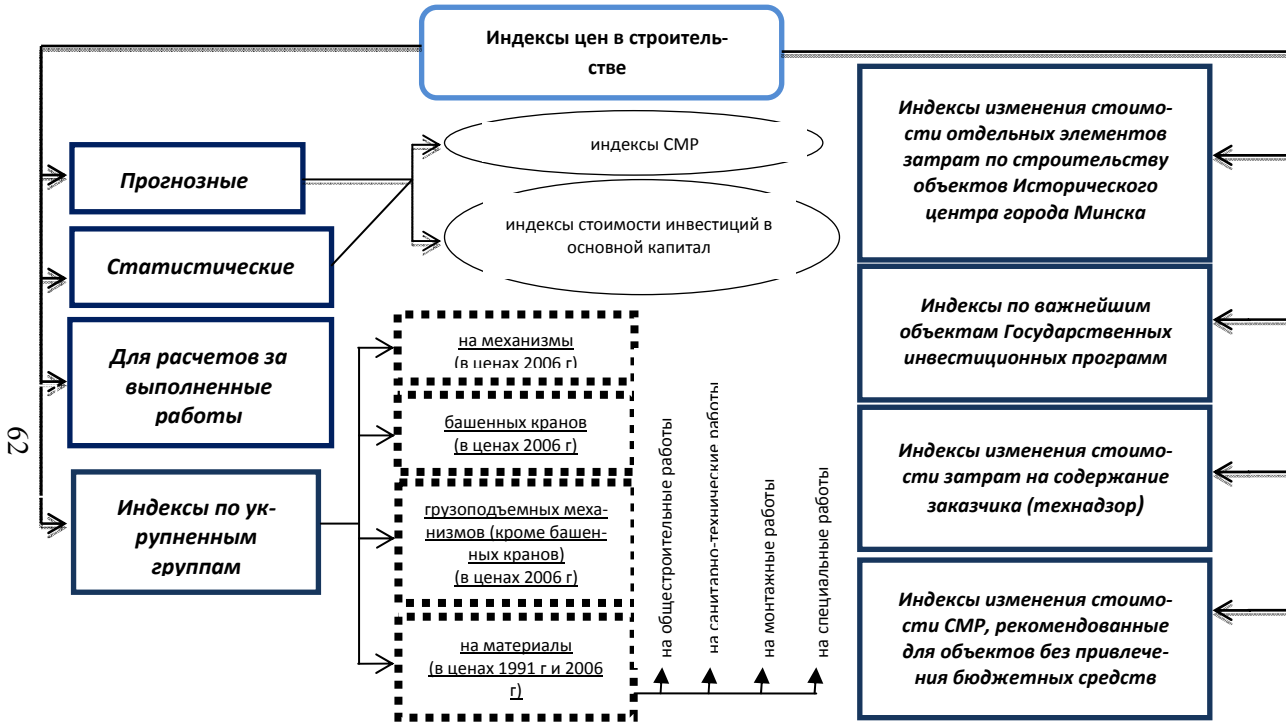 Индексы цен в строитель-
стве
Прогнозные
Статистические
Для расчетов за
выполненные
работы
Индексы по ук-
рупненным
группам
индексы СМР
индексы стоимости инвестиций в
основной капитал
на механизмы
(в ценах 2006 г)
башенных кранов
(в ценах 2006 г)
грузоподъемных меха-
низмов (кроме башен-
ных кранов)
(в ценах 2006 г)
на материалы
(в ценах 1991 г и 2006
г)
на общестроительные работы
на санитарно-технические работы
на монтажные работы
на специальные работы
Индексы изменения стоимо-
сти отдельных элементов
затрат по строительству
объектов Исторического
центра города Минска
Индексы по важнейшим
объектам Государственных
инвестиционных программ
Индексы изменения стоимо-
сти затрат на содержание
заказчика (технадзор)
Индексы изменения стоимо-
сти СМР, рекомендованные
для объектов без привлече-
ния бюджетных средств
62